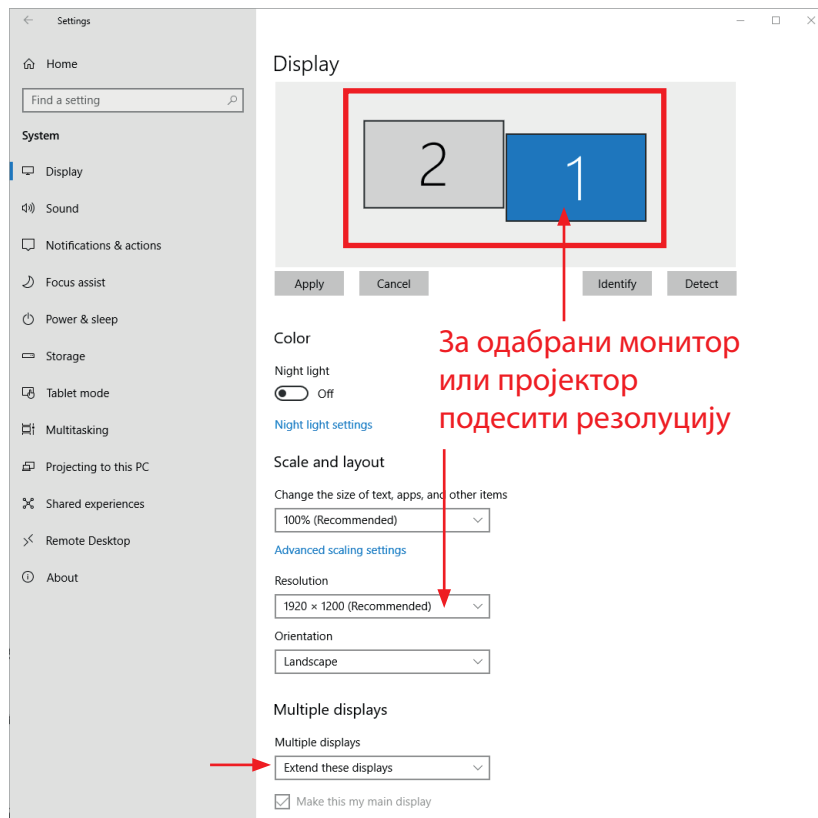 Settings
Home
Find a setting
System
Display
Sound
Notifications & actions
Focus assist
Power & sleep
Storage
Tablet mode
Multitasking
Projecting to this PC
Shared experiences
Remote Desktop
About
Display
2
1
Apply
Cancel
Identify
Detect
За одабрани монитор
или пројектор
подесити резолуцију
Color
Night light
Off
Night light settings
Scale and layout
Change the size of text, apps, and other items
100% (Recommended)
Advanced scaling settings
Resolution
1920 × 1200 (Recommended)
Orientation
Landscape
Multiple displays
Multiple displays
Extend these displays
Make this my main display